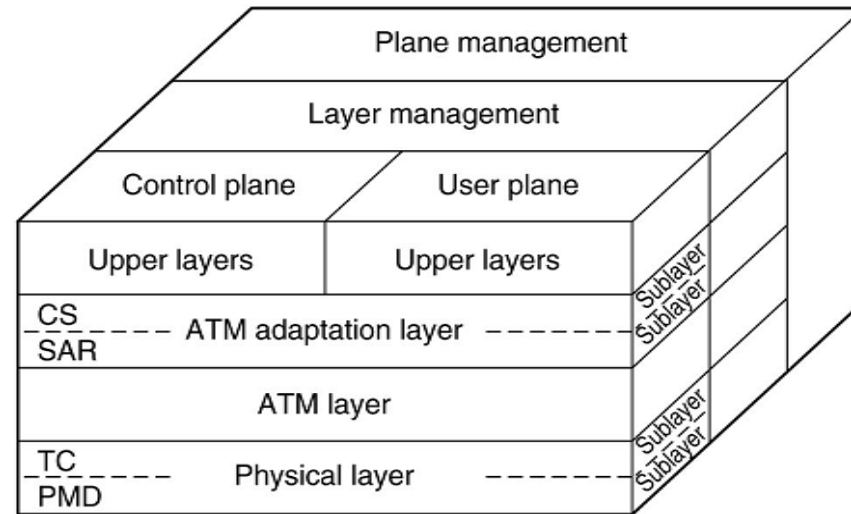 Plane management
Layer management
Control plane
User plane
Upper layers
Upper layers
Sublayer
Sublayer
CS
ATM adaptation layer
SAR
ATM layer
Sublayer
Sublayer
TC
Physical layer
PMD